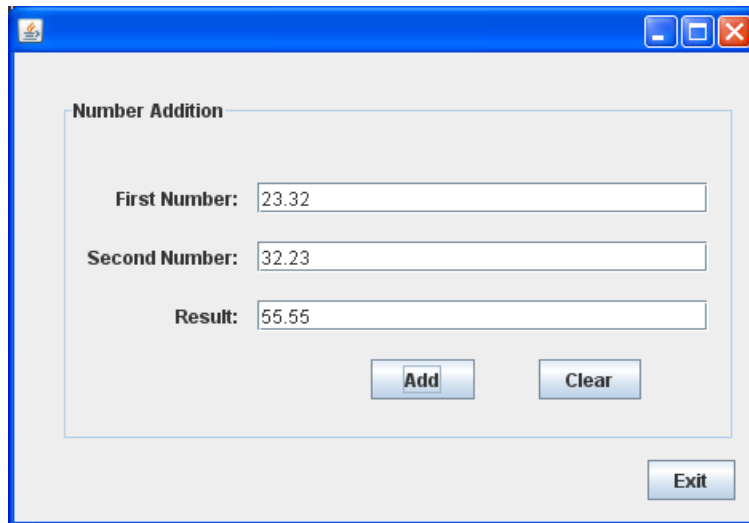 Number Addition
First Number: 23.32
Second Number: 32.23
Result: 55.55
Add Clear
Exit